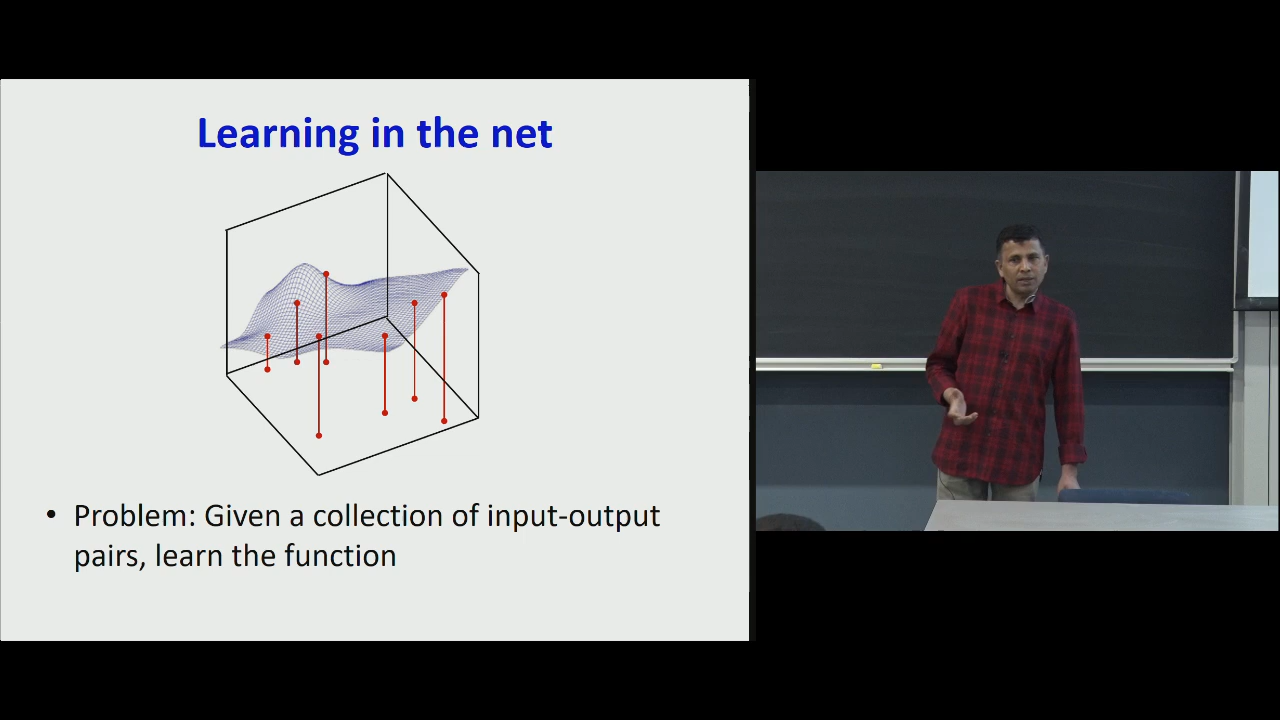 Learning in the net
• Problem: Given a collection of input-output
pairs, learn the function